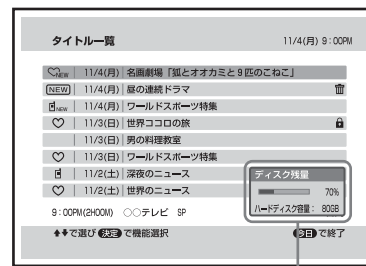 タイトル一覧 11/4(月) 9:00PM
NEW 11/4(月) 名画劇場「狐とオオカミと9匹のこねこ」
NEW 11/4(月) 昼の連続ドラマ
NEW 11/4(月) ワールドスポーツ特集
11/3(日) 世界ココロの旅
11/3(日) 男の料理教室
11/3(日) ワールドスポーツ特集
11/2(土) 深夜のニュース
11/2(土) 世界のニュース
ディスク残量
70%
ハードディスク容量: 80GB
9:00PM(2H00M) ○○テレビ SP
で選び 決定 で機能選択
で終了